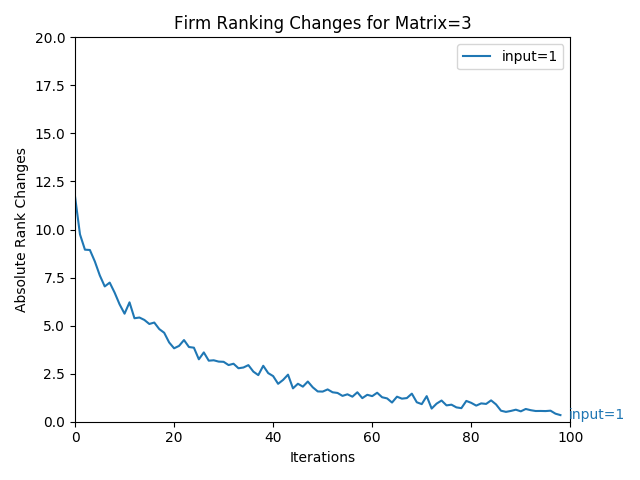 Firm Ranking Changes for Matrix=3
20.0
17.5
15.0
12.5
10.0
7.5
5.0
2.5
0.0
Absolute Rank Changes
input=1
input=1
0 20 40 60 80 100
Iterations